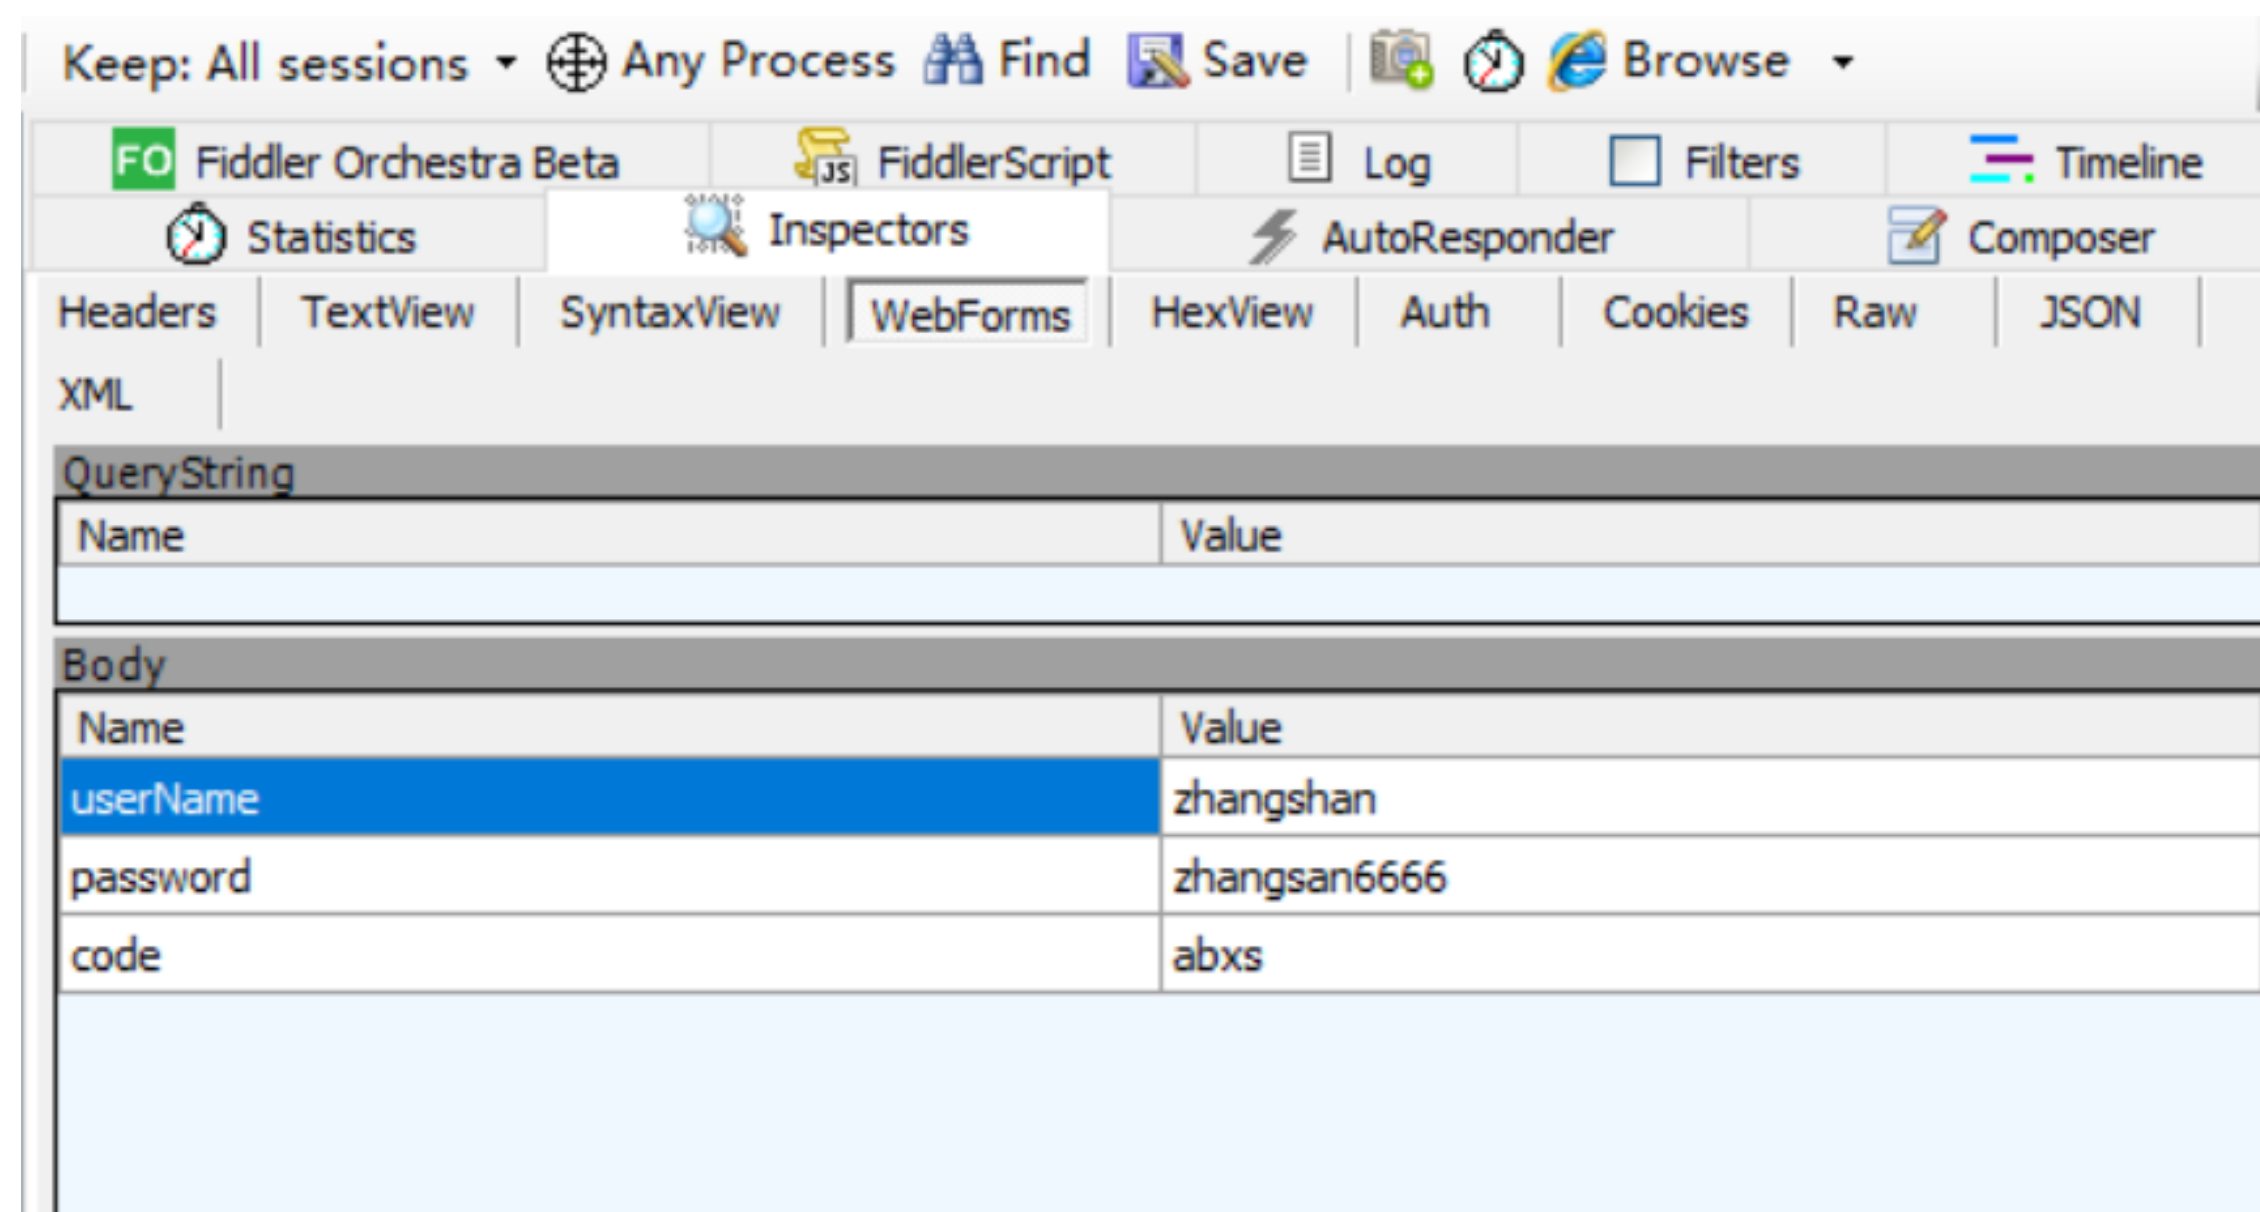 Keep: All sessions Any Process Find Save Browse
FO Fiddler Orchestra Beta JS FiddlerScript Log Filters Timeline
Statistics Inspectors AutoResponder Composer
Headers TextView SyntaxView WebForms HexView Auth Cookies Raw JSON
XML
QueryString
Name Value
Body
Name Value
userName zhangshan
password zhangsan6666
code abxs